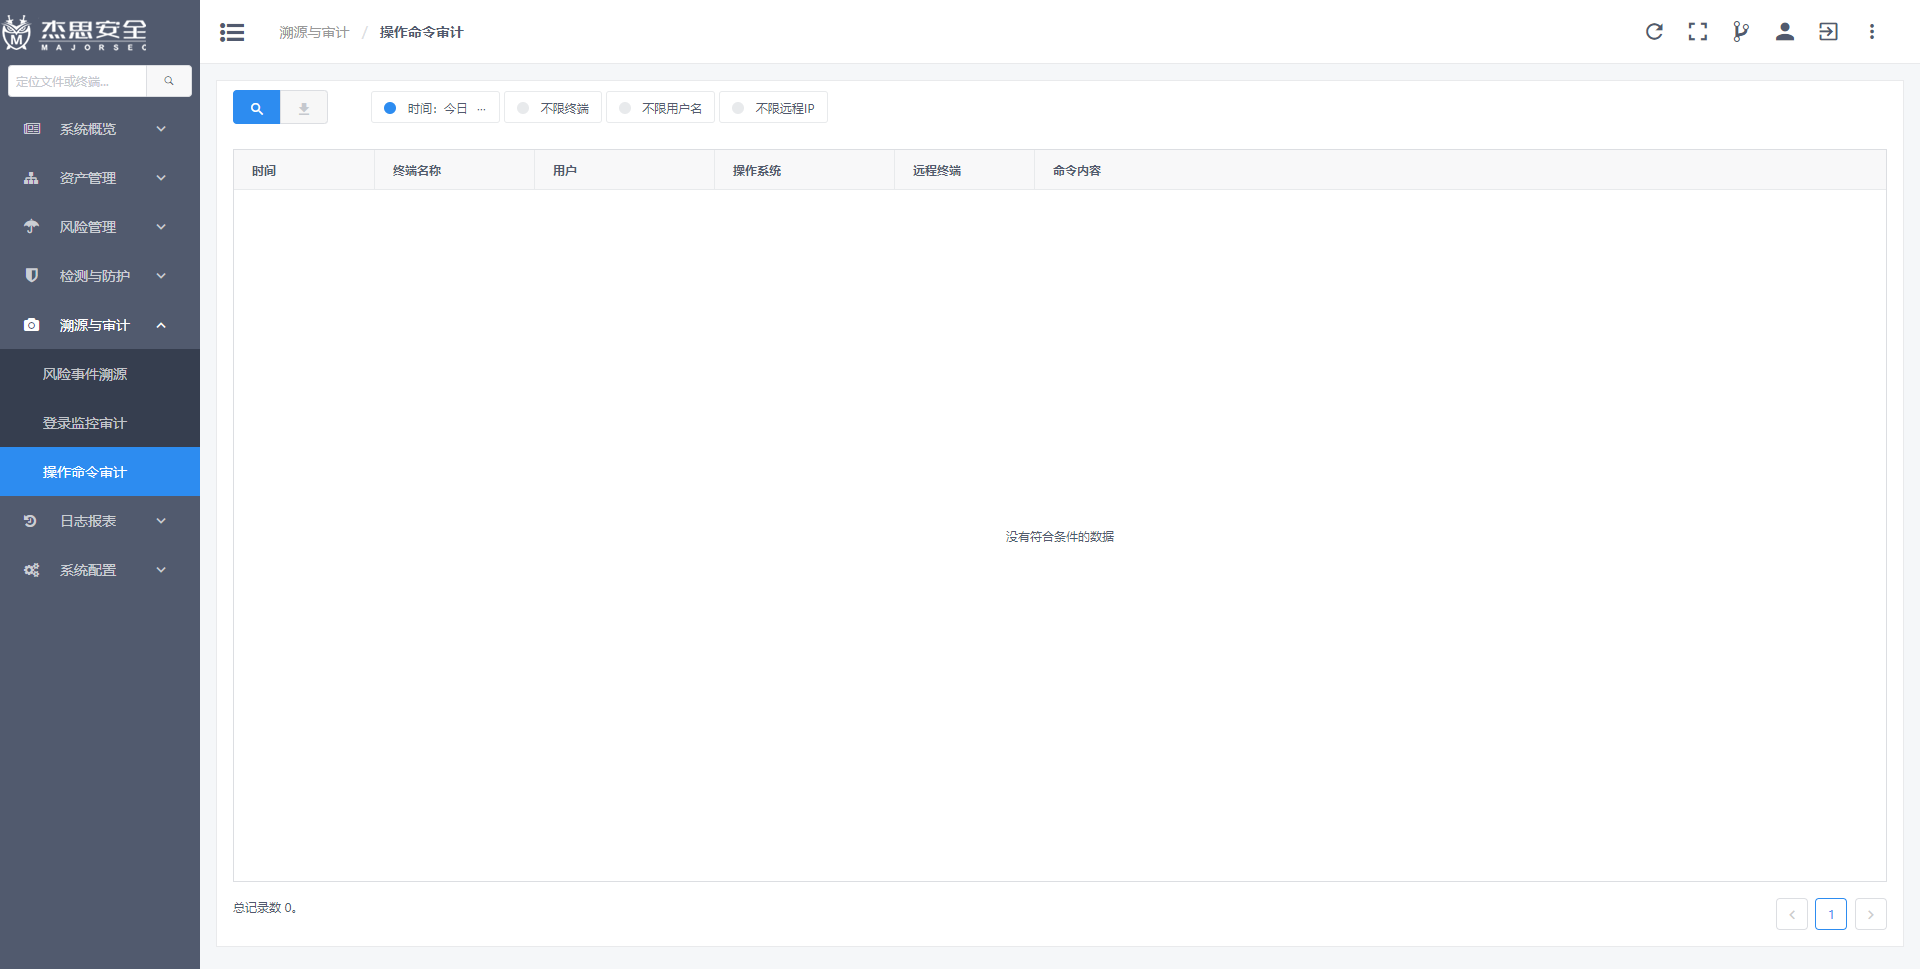 杰思安全
MAJORSEC
定位文件或终端...
系统概览
资产管理
风险管理
检测与防护
溯源与审计
风险事件溯源
登录监控审计
操作命令审计
日志报表
系统配置
溯源与审计 / 操作命令审计
时间：今日 ... 不限终端 不限用户名 不限远程IP
时间 终端名称 用户 操作系统 远程终端 命令内容
没有符合条件的数据
总记录数 0。
1